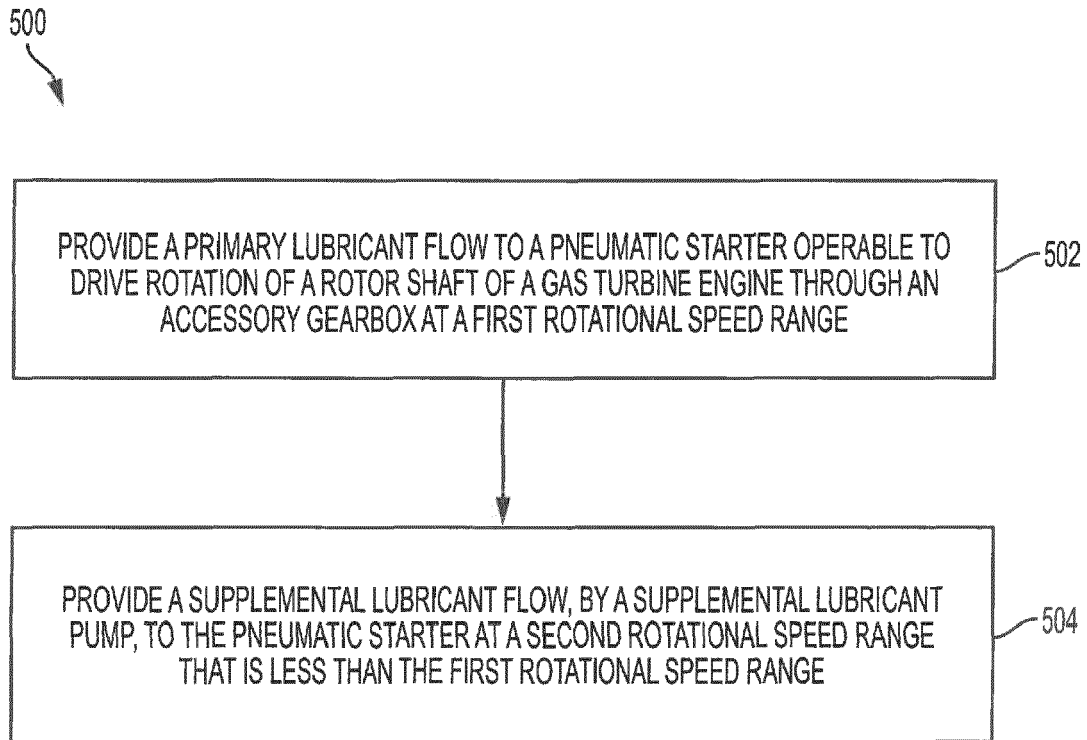 500
PROVIDE A PRIMARY LUBRICANT FLOW TO A PNEUMATIC STARTER OPERABLE TO
DRIVE ROTATION OF A ROTOR SHAFT OF A GAS TURBINE ENGINE THROUGH AN
ACCESSORY GEARBOX AT A FIRST ROTATIONAL SPEED RANGE
502
PROVIDE A SUPPLEMENTAL LUBRICANT FLOW, BY A SUPPLEMENTAL LUBRICANT
PUMP, TO THE PNEUMATIC STARTER AT A SECOND ROTATIONAL SPEED RANGE
THAT IS LESS THAN THE FIRST ROTATIONAL SPEED RANGE
504